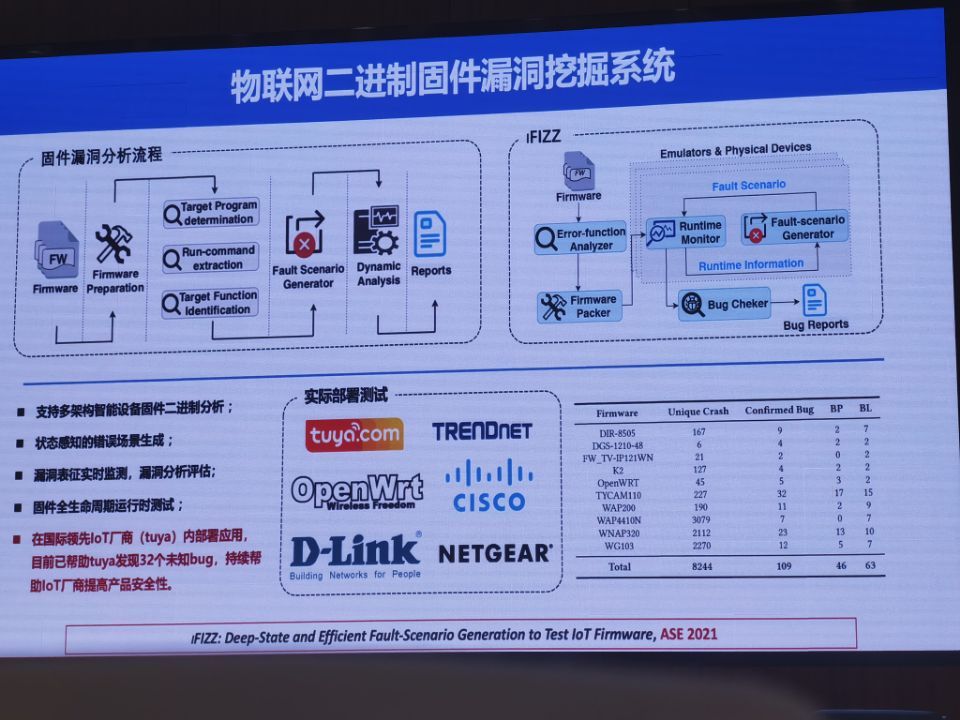 物联网二进制固件漏洞挖掘系统
固件漏洞分析流程
FW
Firmware
Firmware
Preparation
Target Program
determination
Run-command
extraction
Target Function
Identification
Fault Scenario
Generator
Dynamic
Analysis
Reports
IFIZZ
FW
Firmware
Error-function
Analyzer
Firmware
Packer
Emulators & Physical Devices
Fault Scenario
Runtime
Monitor
Fault-scenario
Generator
Runtime Information
Bug Cheker
Bug Reports
■ 支持多架构智能设备固件二进制分析；
■ 状态感知的错误场景生成；
■ 漏洞表征实时监测，漏洞分析评估；
■ 固件全生命周期运行时测试；
■ 在国际领先IoT厂商（tuya）内部署应用，
目前已帮助tuya发现32个未知bug，持续帮
助IoT厂商提高产品安全性。
实际部署测试
tuya.com
TRENDNET
OpenWrt
Wireless Freedom
CISCO
D-Link®
Building Networks for People
NETGEAR®
Firmware Unique Crash Confirmed Bug BP BL
DIR-8505 167 9 2 7
DGS-1210-48 6 4 2 2
FW_TV-IP121WN 21 2 0 2
K2 127 4 2 2
OpenWRT 45 5 3 2
TYCAM110 227 32 17 15
WAP200 190 11 2 9
WAP4410N 3079 7 0 7
WNAP320 2112 23 13 10
WG103 2270 12 5 7
Total 8244 109 46 63
IFIZZ: Deep-State and Efficient Fault-Scenario Generation to Test IoT Firmware, ASE 2021